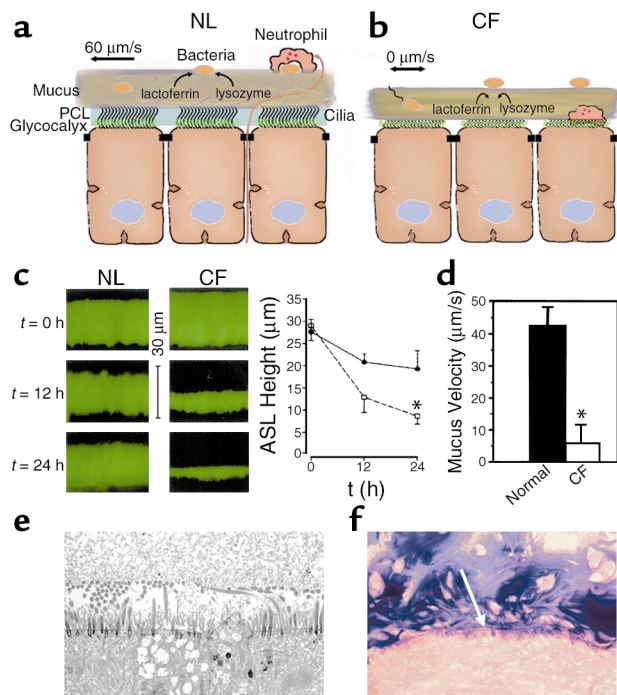 a
NL
60 μm/s
Bacteria
Neutrophil
Mucus
lactoferrin
lysozyme
PCL
Cilia
Glycocalyx
b
CF
0 μm/s
lactoferrin
lysozyme
c
NL
CF
t = 0 h
t = 12 h
t = 24 h
30 μm
ASL Height (μm)
35
30
25
20
15
10
5
0
*
0
12
24
t (h)
d
Mucus Velocity (μm/s)
50
40
30
20
10
0
*
Normal
CF
e
f